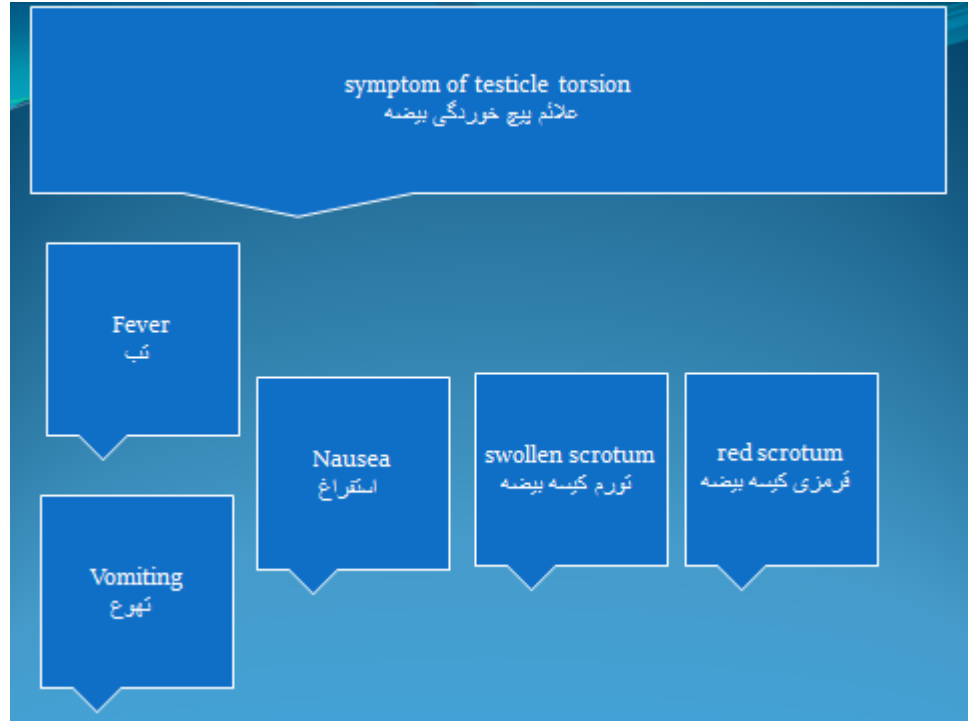 symptom of testicle torsion
علائم پیچ خوردگی بیضه
Fever
تب
Nausea
استفراغ
swollen scrotum
تورم کیسه بیضه
red scrotum
قرمزی کیسه بیضه
Vomiting
تهوع